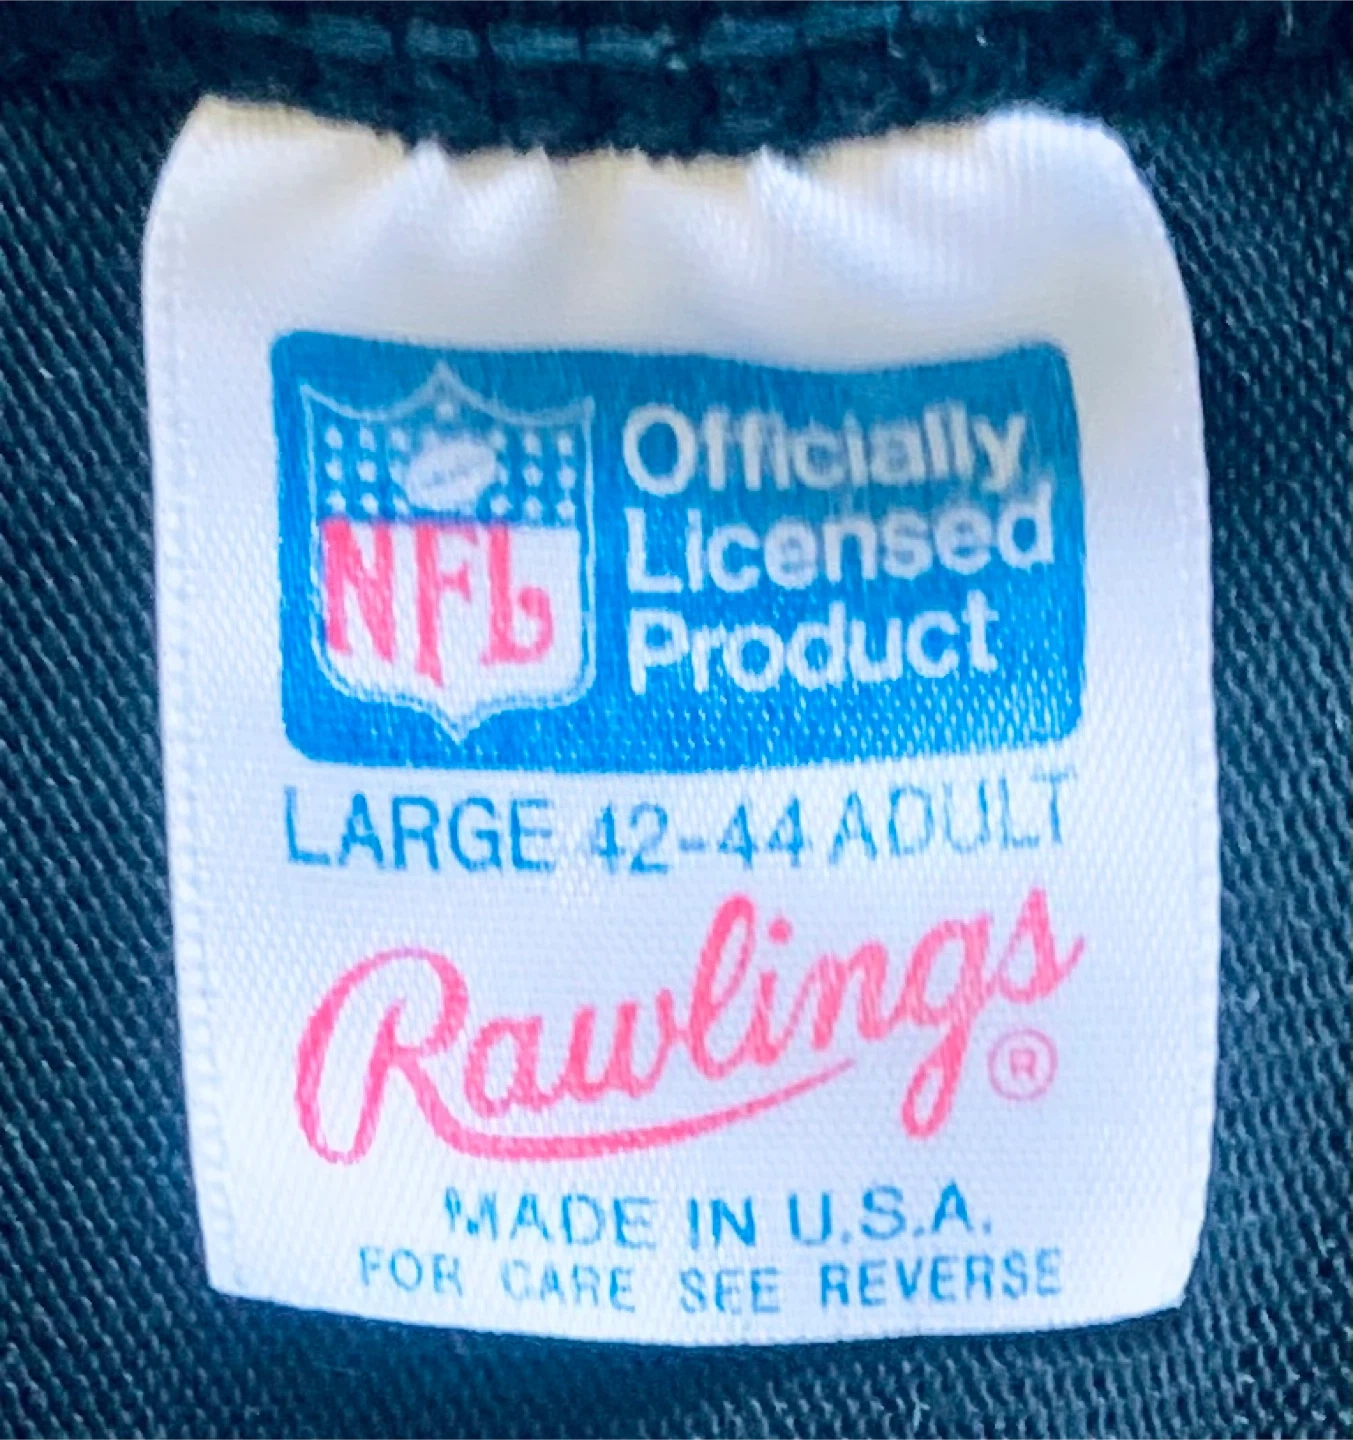 NFL
Officially
Licensed
Product
LARGE 42-44 ADULT
Rawlings ®
MADE IN U.S.A.
FOR CARE SEE REVERSE